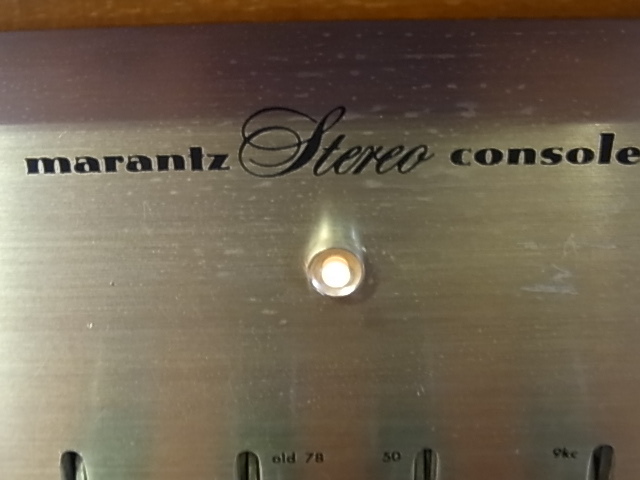 marantz Stereo console
old 78 50 9kc